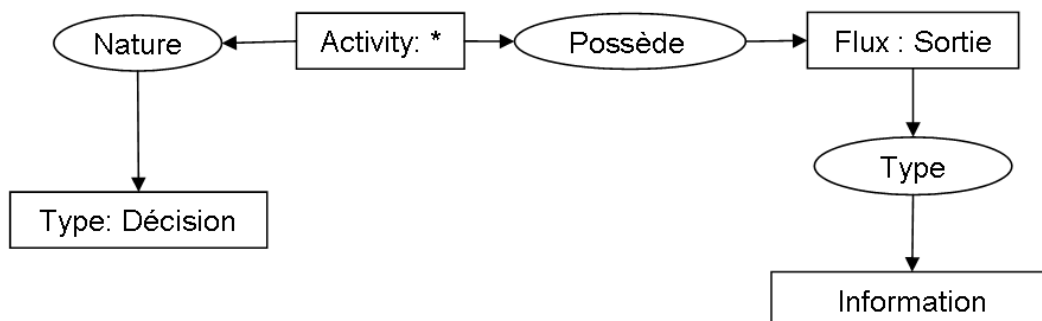 Nature
Activity: *
Possède
Flux : Sortie
Type
Type: Décision
Information